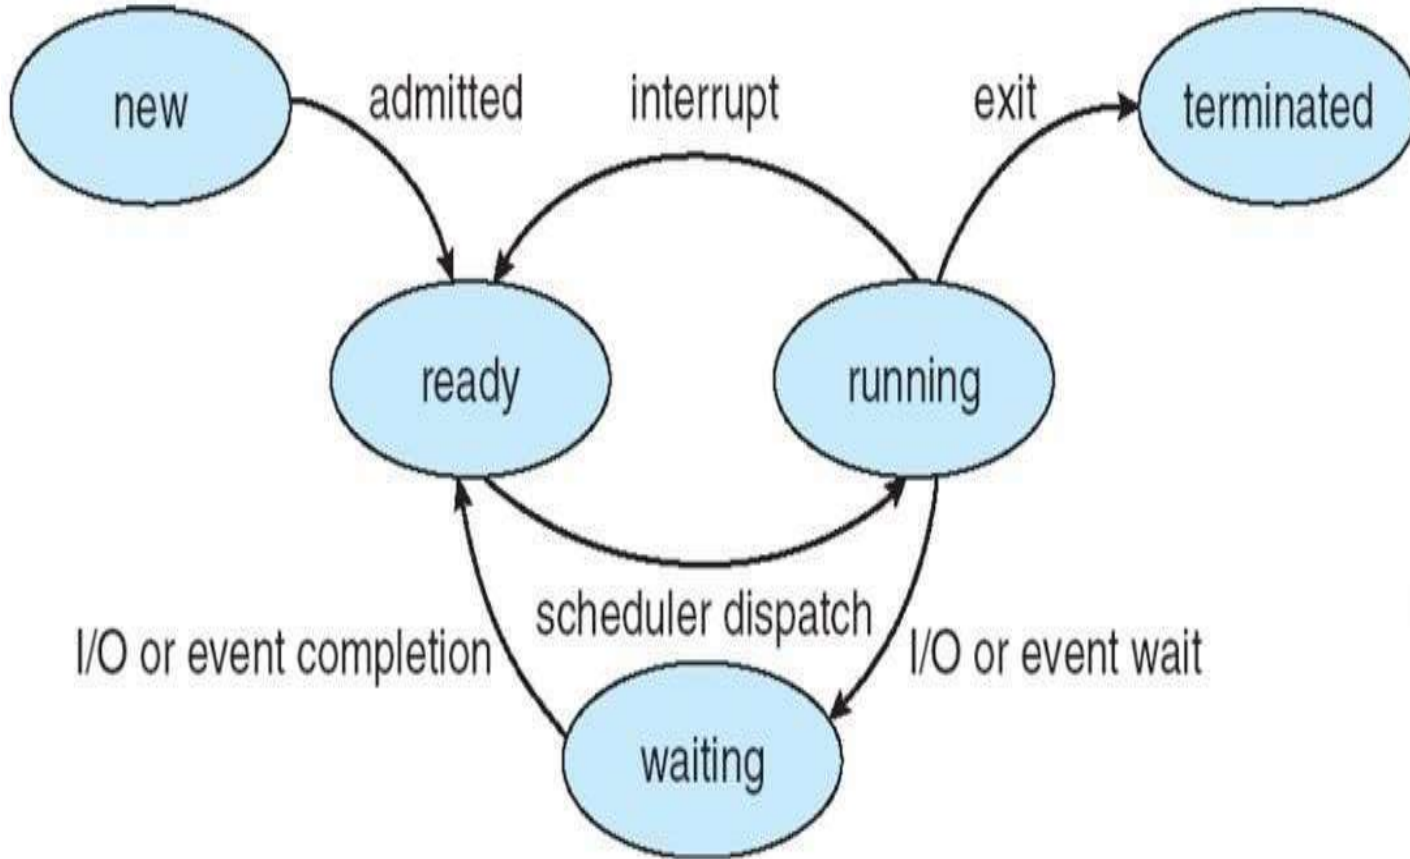 new
admitted
interrupt
exit
terminated
ready
running
scheduler dispatch
I/O or event completion
I/O or event wait
waiting